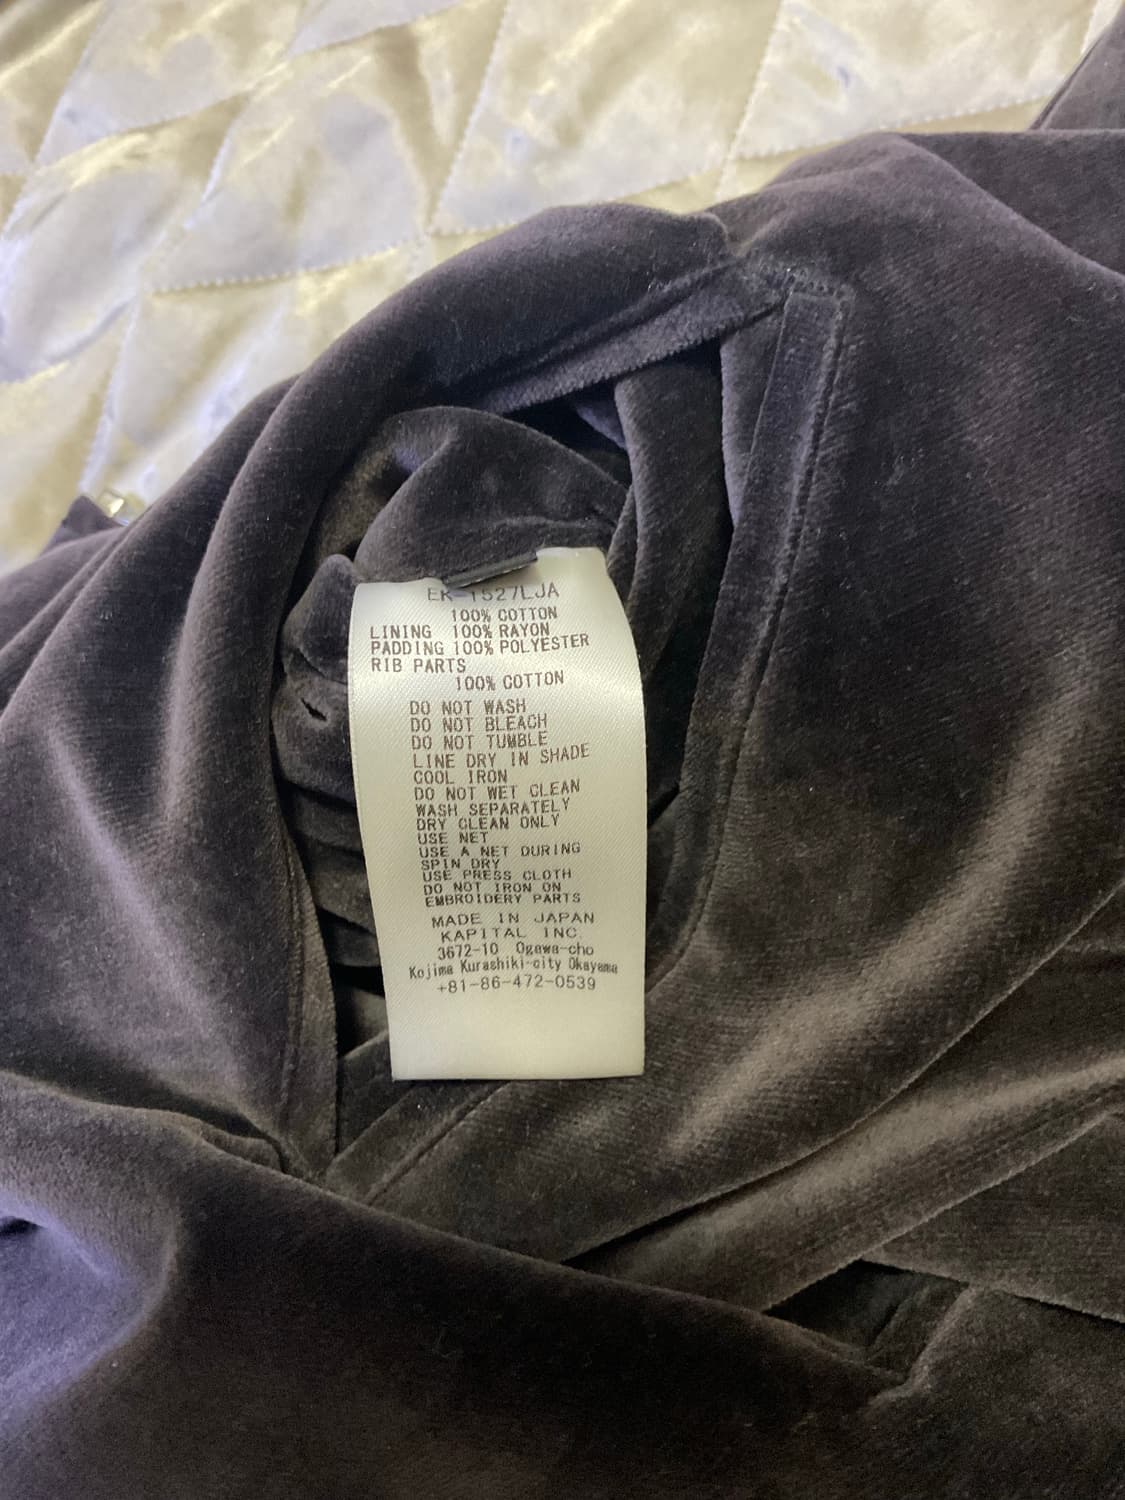 EK-1527LJA
100% COTTON
LINING 100% RAYON
PADDING 100% POLYESTER
RIB PARTS
100% COTTON
DO NOT WASH
DO NOT BLEACH
DO NOT TUMBLE
LINE DRY IN SHADE
COOL IRON
DO NOT WET CLEAN
WASH SEPARATELY
DRY CLEAN ONLY
USE NET
USE A NET DURING
SPIN DRY
USE PRESS CLOTH
DO NOT IRON ON
EMBROIDERY PARTS
MADE IN JAPAN
KAPITAL INC.
3672-10 Ogawa-cho
Kojima Kurashiki-city Okayama
+81-86-472-0539